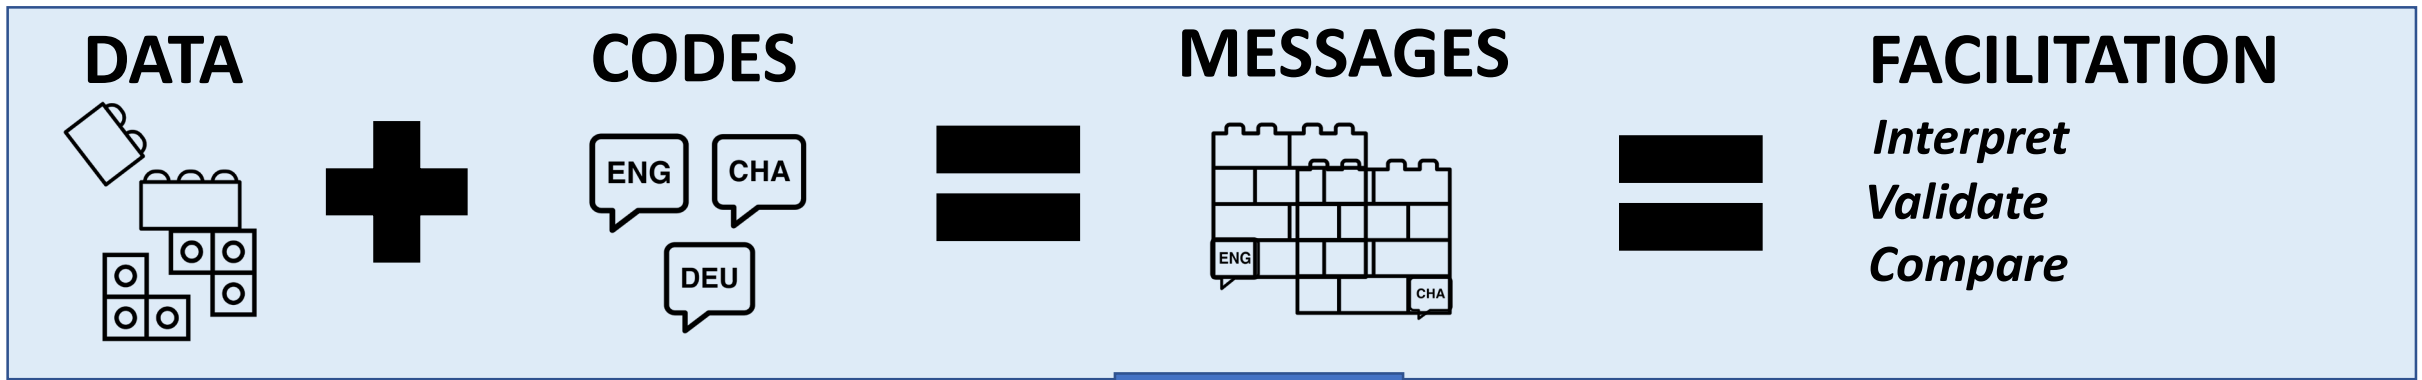 DATA
CODES
MESSAGES
FACILITATION
ENG
CHA
DEU
ENG
CHA
Interpret
Validate
Compare